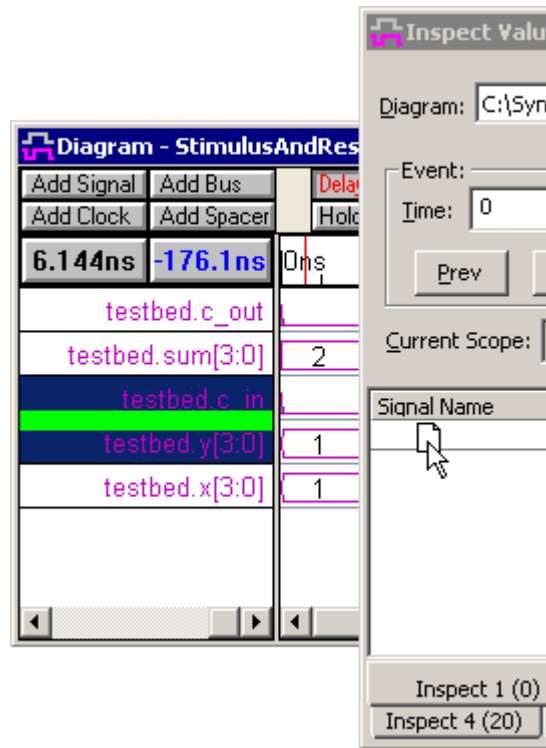 Inspect Valu
Diagram: C:\Syn
Event:
Time: 0
Prev
Current Scope:
Signal Name
Inspect 1 (0)
Inspect 4 (20)
Diagram - StimulusAndRes
Add Signal Add Bus Delay
Add Clock Add Spacer Hold
6.144ns -176.1ns 0ns
testbed.c_out
testbed.sum[3:0] 2
testbed.c_in
testbed.y[3:0] 1
testbed.x[3:0] 1